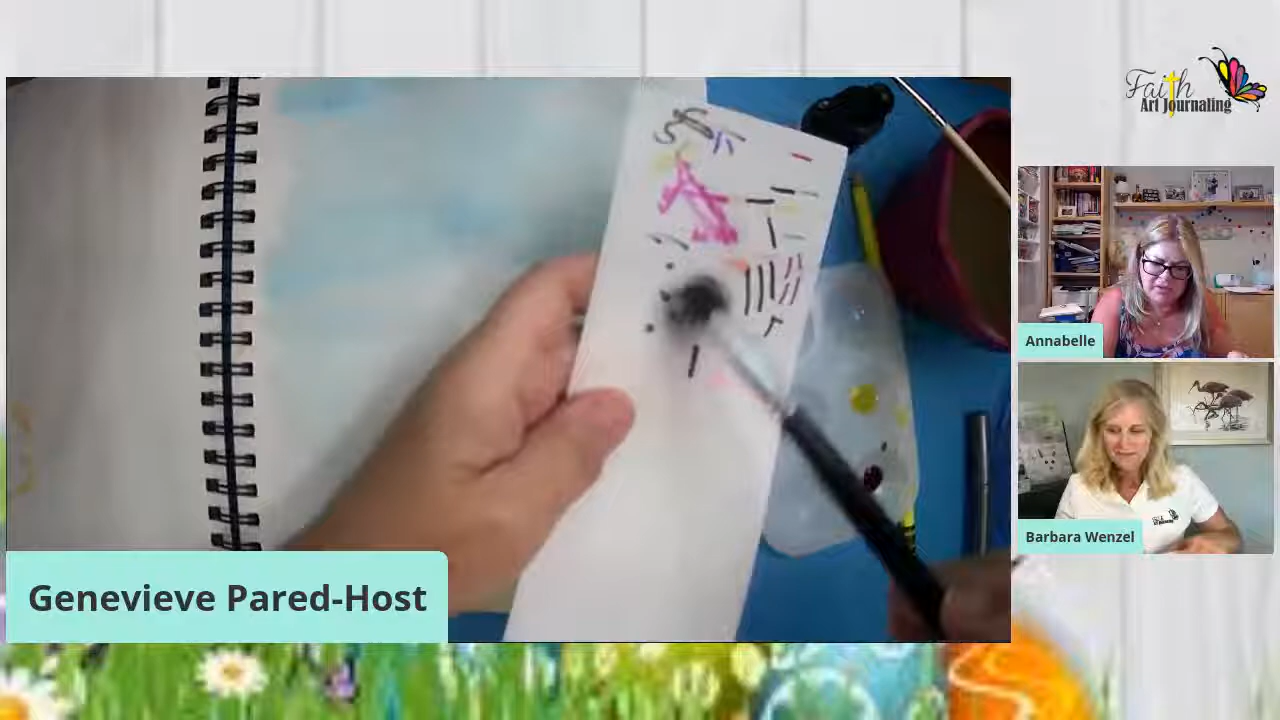 Faith
Art Journaling
Annabelle
Barbara Wenzel
Genevieve Pared-Host